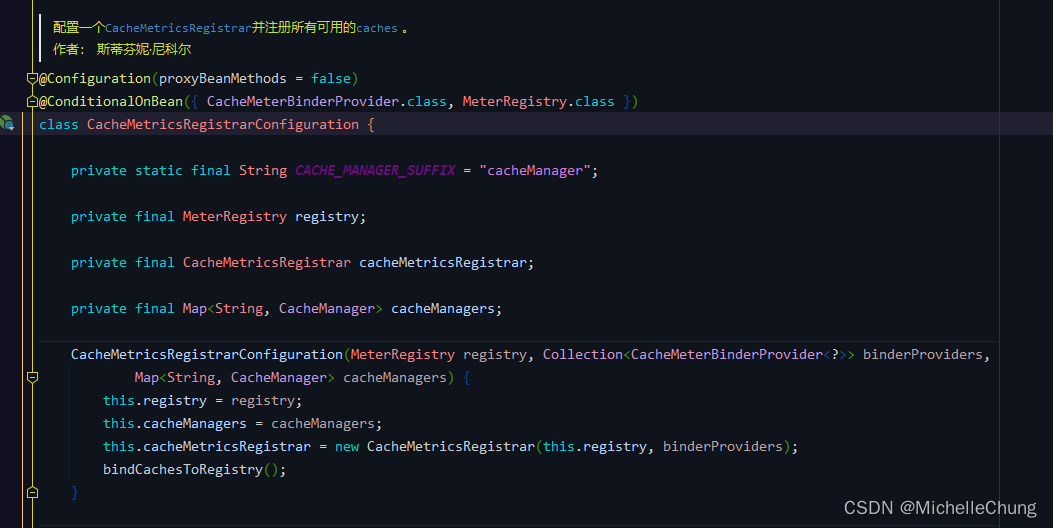 配置一个CacheMetricsRegistrar并注册所有可用的caches 。
作者： 斯蒂芬妮·尼科尔
@Configuration(proxyBeanMethods = false)
@ConditionalOnBean({ CacheMeterBinderProvider.class, MeterRegistry.class })
class CacheMetricsRegistrarConfiguration {
private static final String CACHE_MANAGER_SUFFIX = "cacheManager";
private final MeterRegistry registry;
private final CacheMetricsRegistrar cacheMetricsRegistrar;
private final Map<String, CacheManager> cacheManagers;
CacheMetricsRegistrarConfiguration(MeterRegistry registry, Collection<CacheMeterBinderProvider<?>> binderProviders,
Map<String, CacheManager> cacheManagers) {
this.registry = registry;
this.cacheManagers = cacheManagers;
this.cacheMetricsRegistrar = new CacheMetricsRegistrar(this.registry, binderProviders);
bindCachesToRegistry();
}
CSDN @MichelleChung